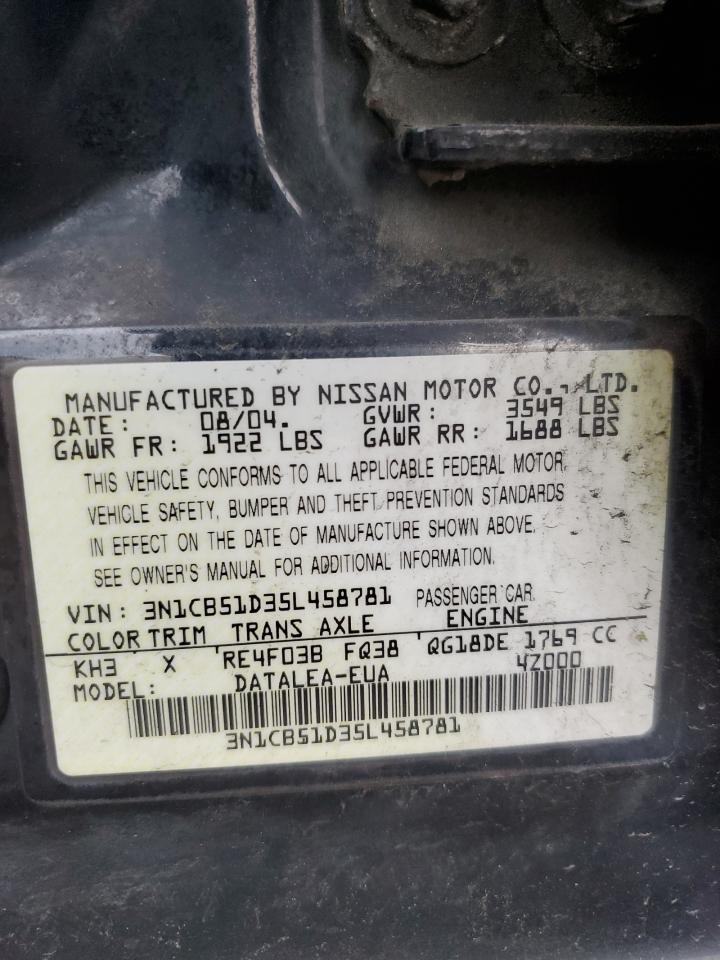 MANUFACTURED BY NISSAN MOTOR CO., LTD.
DATE: 08/04. GVWR: 3549 LBS
GAWR FR: 1922 LBS GAWR RR: 1688 LBS
THIS VEHICLE CONFORMS TO ALL APPLICABLE FEDERAL MOTOR
VEHICLE SAFETY, BUMPER AND THEFT PREVENTION STANDARDS
IN EFFECT ON THE DATE OF MANUFACTURE SHOWN ABOVE.
SEE OWNER'S MANUAL FOR ADDITIONAL INFORMATION.
VIN: 3N1CB51D35L458781 PASSENGER CAR
COLOR TRIM TRANS AXLE ENGINE
KH3 X RE4F03B FQ38 QG18DE 1769 CC
MODEL: DATALEA-EUA 4Z000
3N1CB51D35L458781